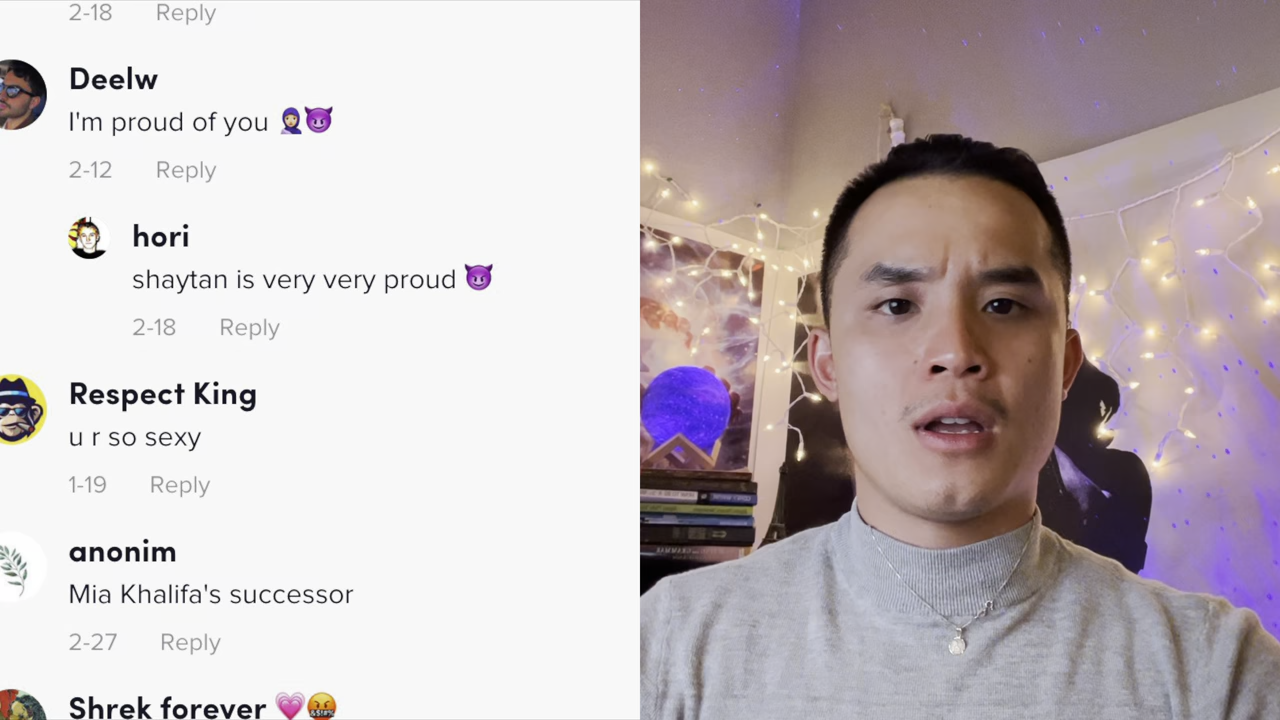 2-18 Reply
Deelw
I'm proud of you 🧕😈
2-12 Reply
hori
shaytan is very very proud 😈
2-18 Reply
Respect King
u r so sexy
1-19 Reply
anonim
Mia Khalifa's successor
2-27 Reply
Shrek forever 💗🤬